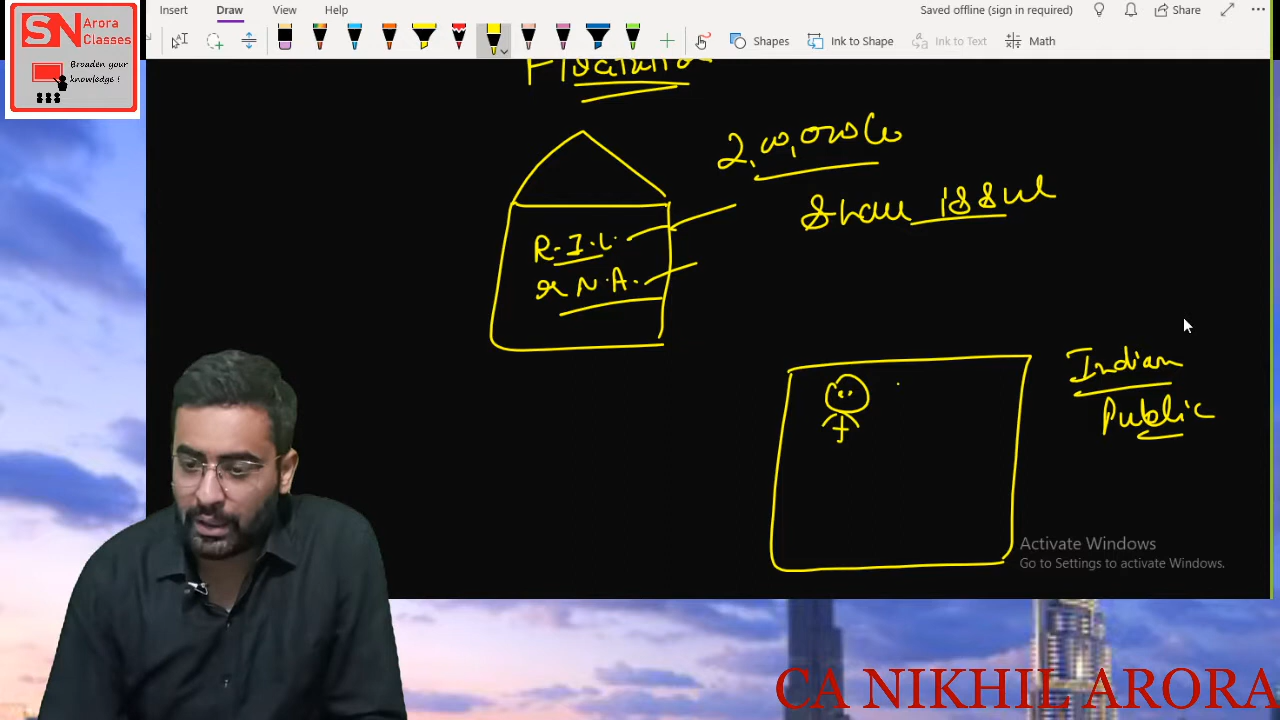 SN Arora
Classes
Broaden your
knowledge !
Insert Draw View Help
Saved offline (sign in required)
Share
Shapes
Ink to Shape
Ink to Text
Math
2,00,000 Co
Share issue
R.I.L.
N.A.
Indian
Public
Activate Windows
Go to Settings to activate Windows.
CA NIKHIL ARORA